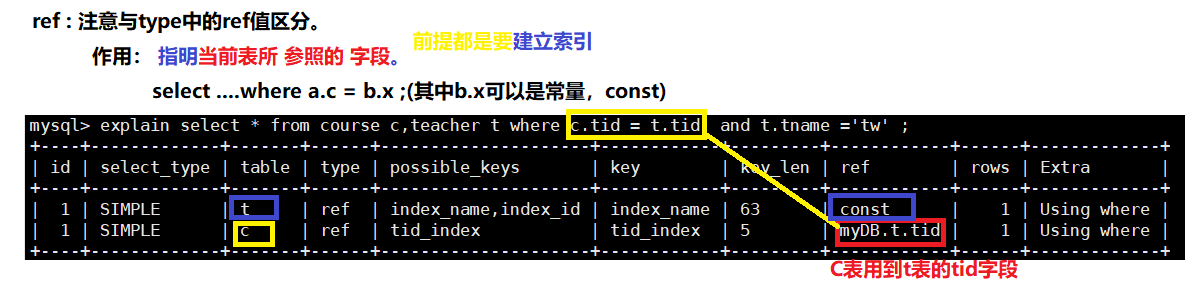 ref : 注意与type中的ref值区分。
前提都是要建立索引
作用： 指明当前表所 参照的 字段。
select ....where a.c = b.x ;(其中b.x可以是常量，const)
mysql> explain select * from course c,teacher t where c.tid = t.tid  and t.tname ='tw' ;
+----+-------------+-------+------+---------------------+------------+---------+------------+------+-------------+
| id | select_type | table | type | possible_keys       | key        | key_len | ref        | rows | Extra       |
+----+-------------+-------+------+---------------------+------------+---------+------------+------+-------------+
|  1 | SIMPLE      | t     | ref  | index_name,index_id | index_name | 63      | const      |    1 | Using where |
|  1 | SIMPLE      | c     | ref  | tid_index           | tid_index  | 5       | myDB.t.tid |    1 | Using where |
+----+-------------+-------+------+---------------------+------------+---------+------------+------+-------------+
C表用到t表的tid字段